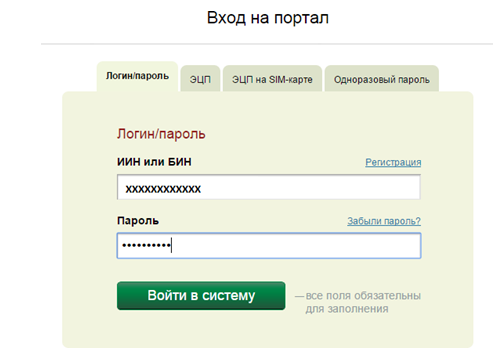 Вход на портал
Логин/пароль ЭЦП ЭЦП на SIM-карте Одноразовый пароль
Логин/пароль
ИИН или БИН Регистрация
xxxxxxxxxxxx
Пароль Забыли пароль?
••••••••••
Войти в систему — все поля обязательны
для заполнения